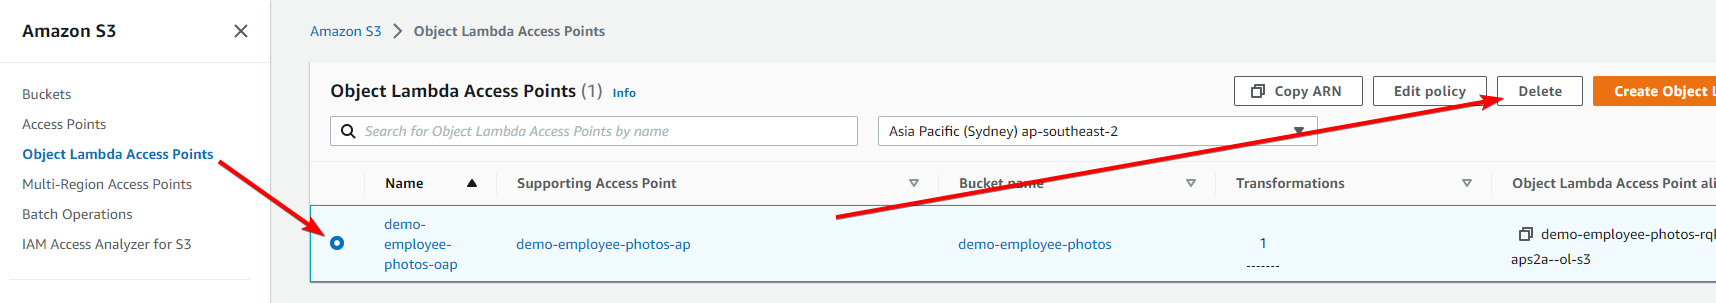 Amazon S3
Buckets
Access Points
Object Lambda Access Points
Multi-Region Access Points
Batch Operations
IAM Access Analyzer for S3
Amazon S3 > Object Lambda Access Points
Object Lambda Access Points (1) Info
Copy ARN
Edit policy
Delete
Create Object L
Search for Object Lambda Access Points by name
Asia Pacific (Sydney) ap-southeast-2
Name Supporting Access Point Bucket name Transformations Object Lambda Access Point ali
demo-
employee-
photos-oap
demo-employee-photos-ap
demo-employee-photos
1
demo-employee-photos-rql
aps2a--ol-s3